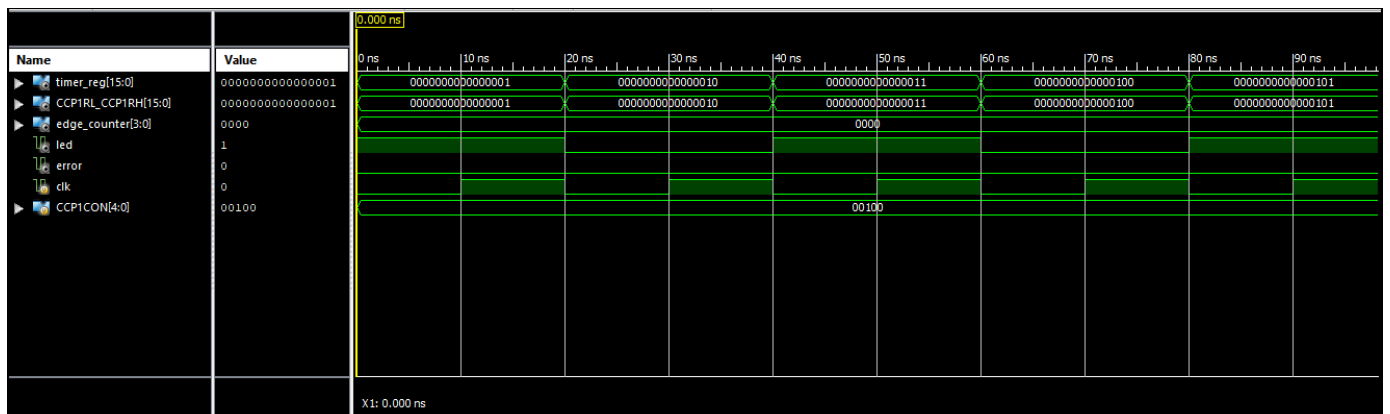 0.000 ns
Name Value 0 ns 10 ns 20 ns 30 ns 40 ns 50 ns 60 ns 70 ns 80 ns 90 ns
timer_reg[15:0] 0000000000000001 0000000000000001 0000000000000010 0000000000000011 0000000000000100 0000000000000101
CCP1RL_CCP1RH[15:0] 0000000000000001 0000000000000001 0000000000000010 0000000000000011 0000000000000100 0000000000000101
edge_counter[3:0] 0000 0000
led 1
error 0
clk 0
CCP1CON[4:0] 00100 00100
X1: 0.000 ns